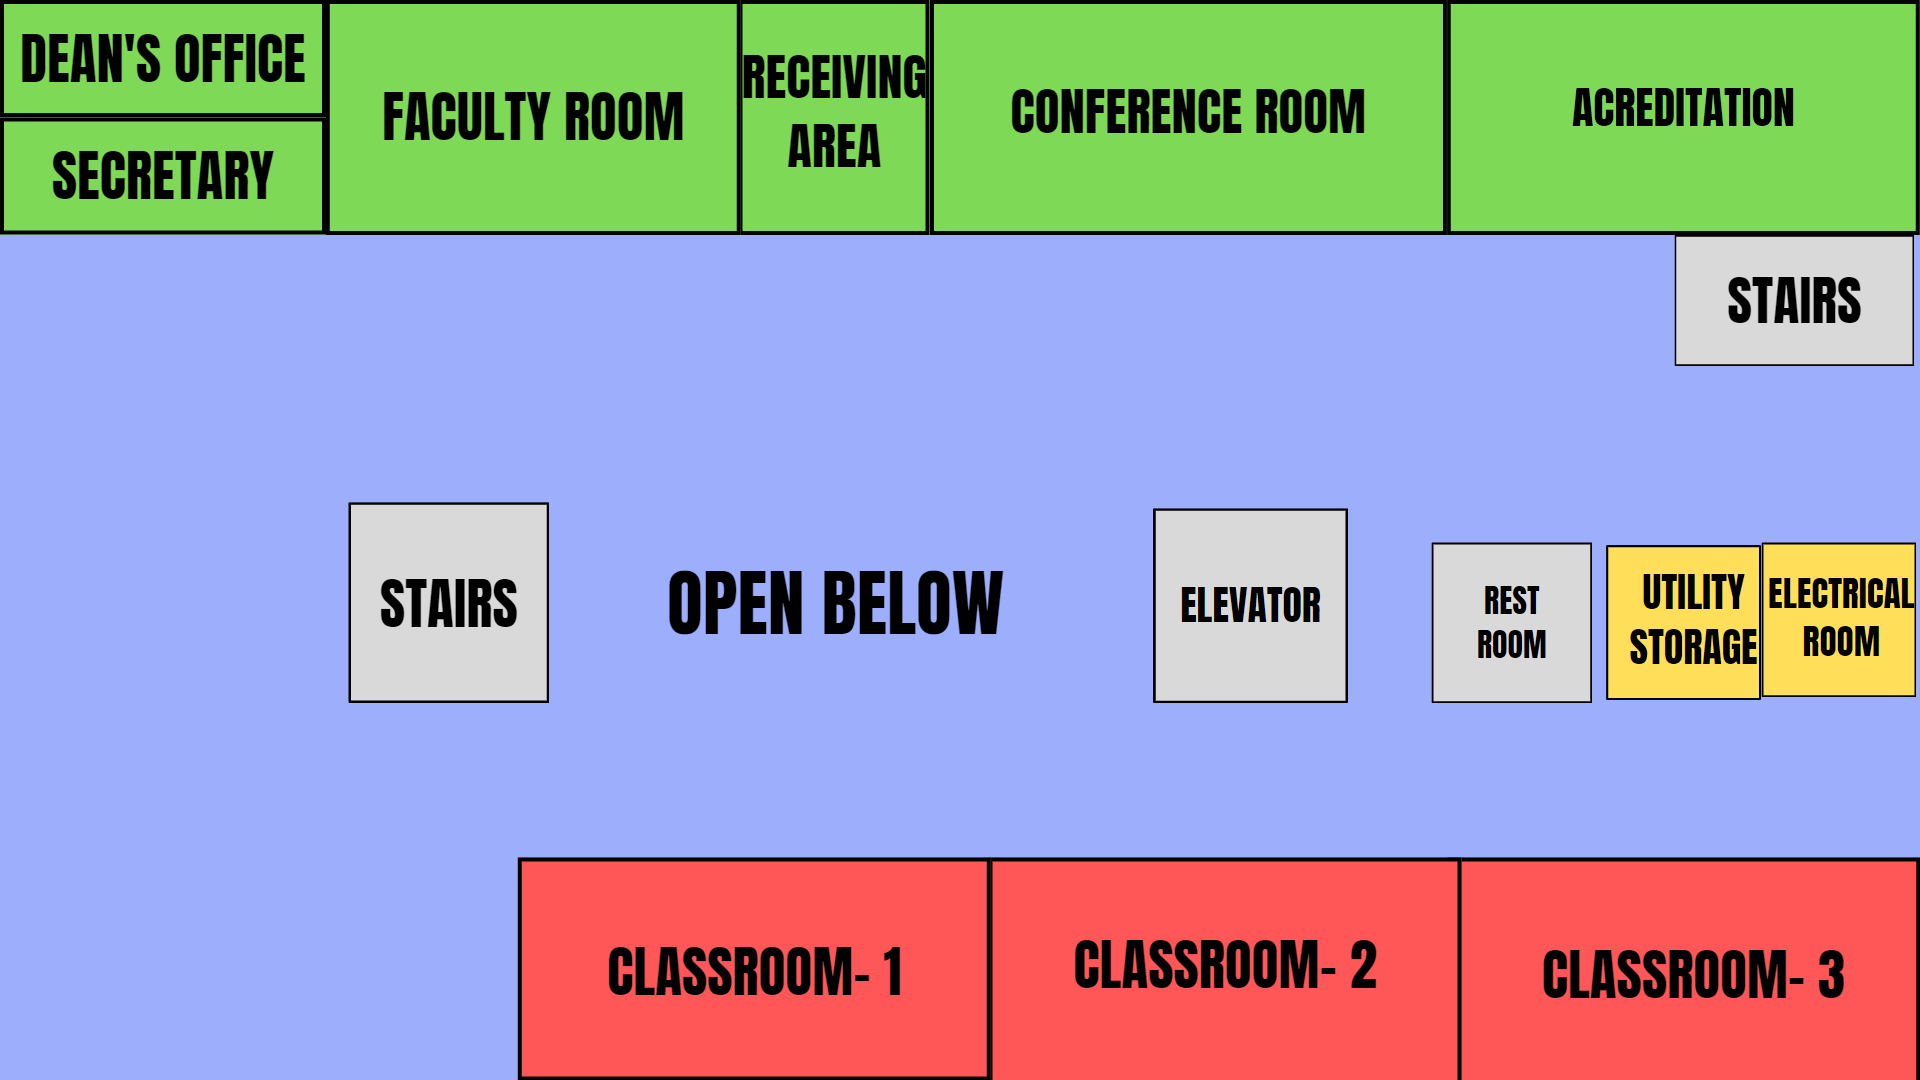 DEAN'S OFFICE
SECRETARY
FACULTY ROOM
RECEIVING
AREA
CONFERENCE ROOM
ACREDITATION
STAIRS
STAIRS
OPEN BELOW
ELEVATOR
REST
ROOM
UTILITY
STORAGE
ELECTRICAL
ROOM
CLASSROOM- 1
CLASSROOM- 2
CLASSROOM- 3